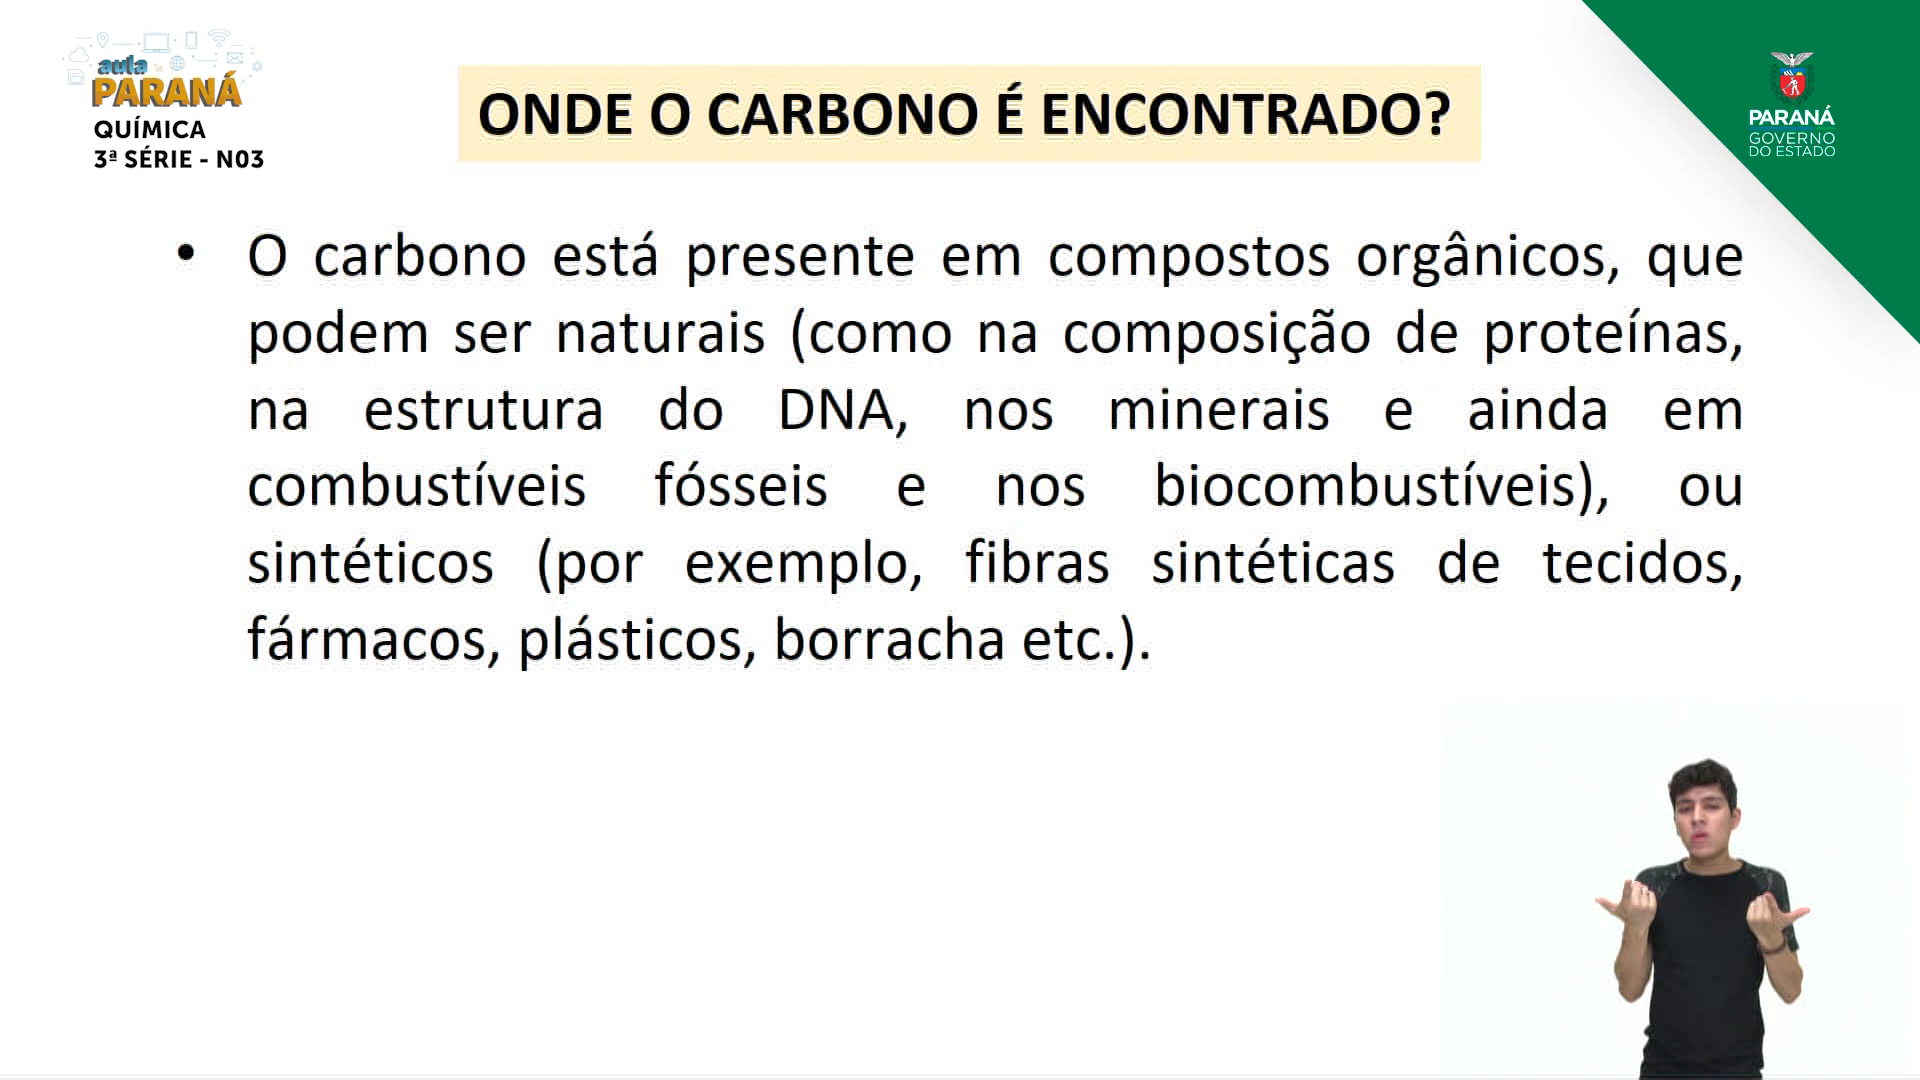 aula
PARANÁ
QUÍMICA
3ª SÉRIE - N03
ONDE O CARBONO É ENCONTRADO?
PARANÁ
GOVERNO
DO ESTADO
• O carbono está presente em compostos orgânicos, que
podem ser naturais (como na composição de proteínas,
na estrutura do DNA, nos minerais e ainda em
combustíveis fósseis e nos biocombustíveis), ou
sintéticos (por exemplo, fibras sintéticas de tecidos,
fármacos, plásticos, borracha etc.).